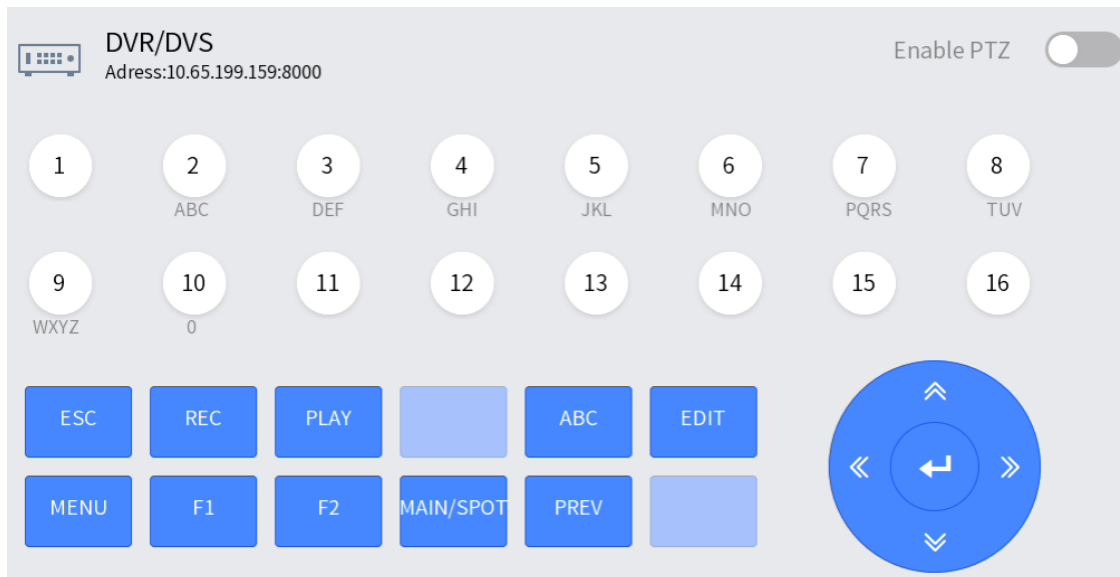 DVR/DVS
Enable PTZ
Adress:10.65.199.159:8000
1 2 3 4 5 6 7 8
ABC DEF GHI JKL MNO PQRS TUV
9 10 11 12 13 14 15 16
WXYZ 0
ESC REC PLAY ABC EDIT
MENU F1 F2 MAIN/SPOT PREV